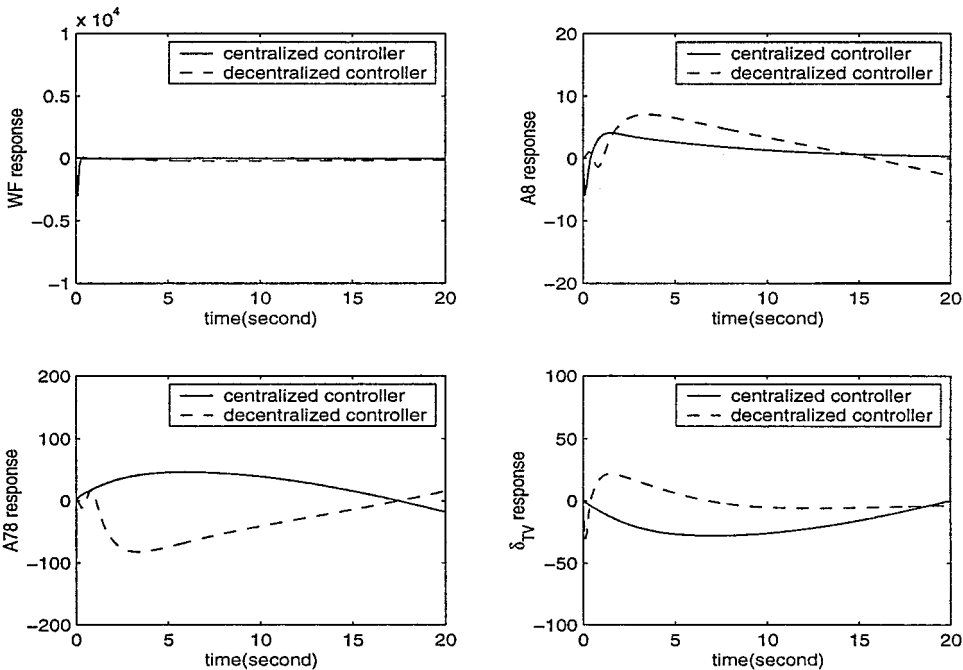 × 10⁴
1
0.5
0
−0.5
−1
WF response
centralized controller
decentralized controller
0 5 10 15 20
time(second)
20
10
0
−10
−20
A8 response
centralized controller
decentralized controller
0 5 10 15 20
time(second)
200
100
0
−100
−200
A78 response
centralized controller
decentralized controller
0 5 10 15 20
time(second)
100
50
0
−50
−100
δTV response
centralized controller
decentralized controller
0 5 10 15 20
time(second)